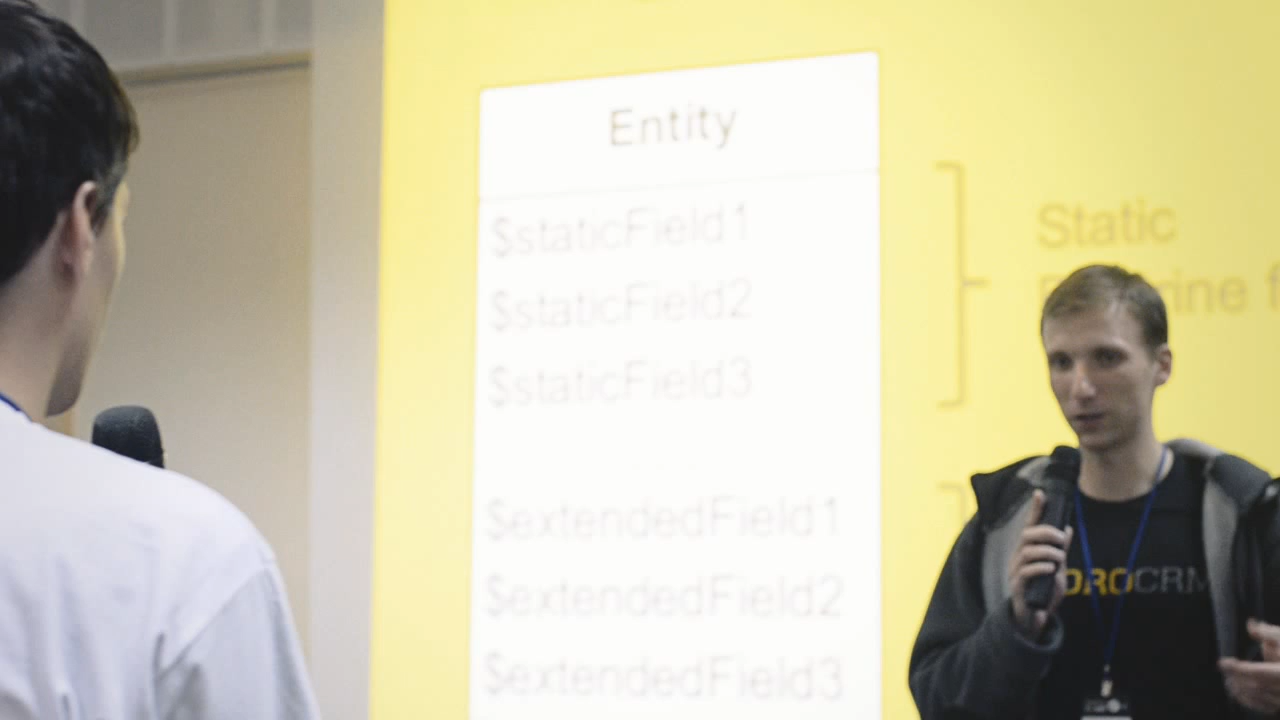 Entity
$staticField1
$staticField2
$staticField3
$extendedField1
$extendedField2
$extendedField3
Static
OROCRM